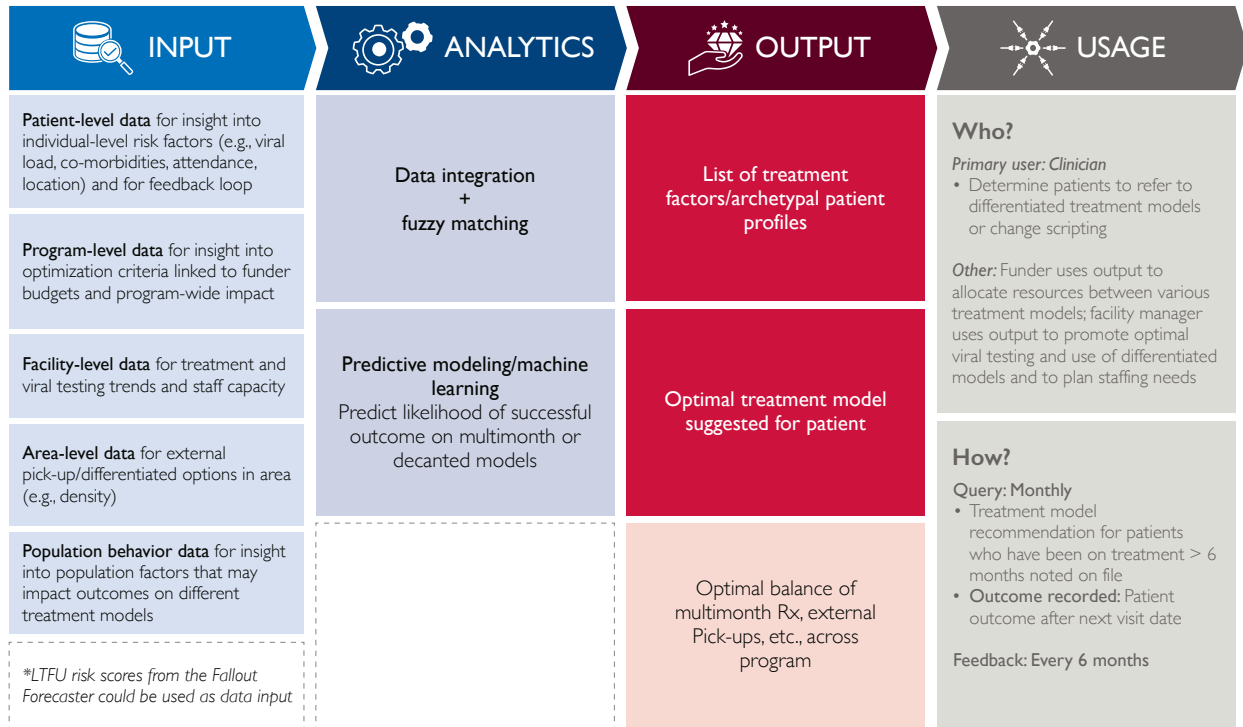 INPUT
Patient-level data for insight into
individual-level risk factors (e.g., viral
load, co-morbidities, attendance,
location) and for feedback loop
Program-level data for insight into
optimization criteria linked to funder
budgets and program-wide impact
Facility-level data for treatment and
viral testing trends and staff capacity
Area-level data for external
pick-up/differentiated options in area
(e.g., density)
Population behavior data for insight
into population factors that may
impact outcomes on different
treatment models
*LTFU risk scores from the Fallout
Forecaster could be used as data input
ANALYTICS
Data integration
+
fuzzy matching
Predictive modeling/machine
learning
Predict likelihood of successful
outcome on multimonth or
decanted models
OUTPUT
List of treatment
factors/archetypal patient
profiles
Optimal treatment model
suggested for patient
Optimal balance of
multimonth Rx, external
Pick-ups, etc., across
program
USAGE
Who?
Primary user: Clinician
• Determine patients to refer to
differentiated treatment models
or change scripting
Other: Funder uses output to
allocate resources between various
treatment models; facility manager
uses output to promote optimal
viral testing and use of differentiated
models and to plan staffing needs
How?
Query: Monthly
• Treatment model
recommendation for patients
who have been on treatment > 6
months noted on file
• Outcome recorded: Patient
outcome after next visit date
Feedback: Every 6 months